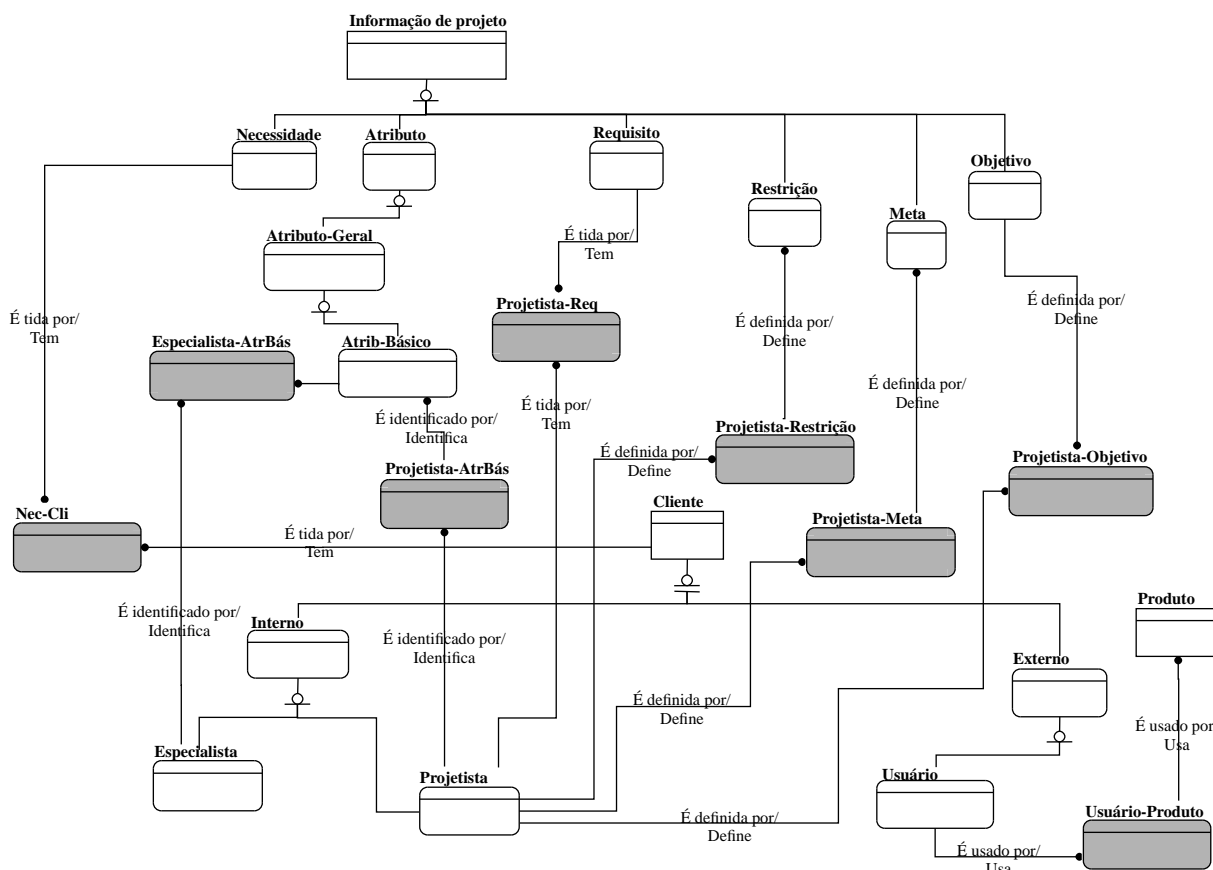 Informação de projeto
Necessidade
Atributo
Requisito
Objetivo
Restrição
Meta
Atributo-Geral
É tida por/
Tem
Projetista-Req
É definida por/
Define
É tida por/
Tem
É definida por/
Define
Especialista-AtrBás
Atrib-Básico
É definida por/
Define
É identificado por/
Identifica
É tida por/
Tem
Projetista-Restrição
É definida por/
Define
Projetista-AtrBás
Projetista-Objetivo
Nec-Cli
Cliente
Projetista-Meta
É tida por/
Tem
Produto
É identificado por/
Identifica
Interno
É identificado por/
Identifica
Externo
É definida por/
Define
É usado por/
Usa
Especialista
Projetista
Usuário
É definida por/
Define
Usuário-Produto
É usado por/
Usa